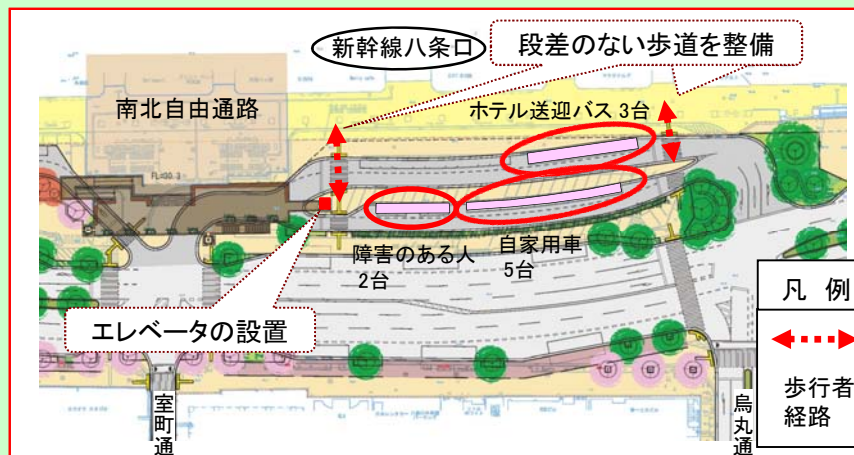 新幹線八条口
段差のない歩道を整備
南北自由通路
ホテル送迎バス 3台
FL=30.3
障害のある人
2台
自家用車
5台
エレベータの設置
凡 例
歩行者
経路
室町通
烏丸通